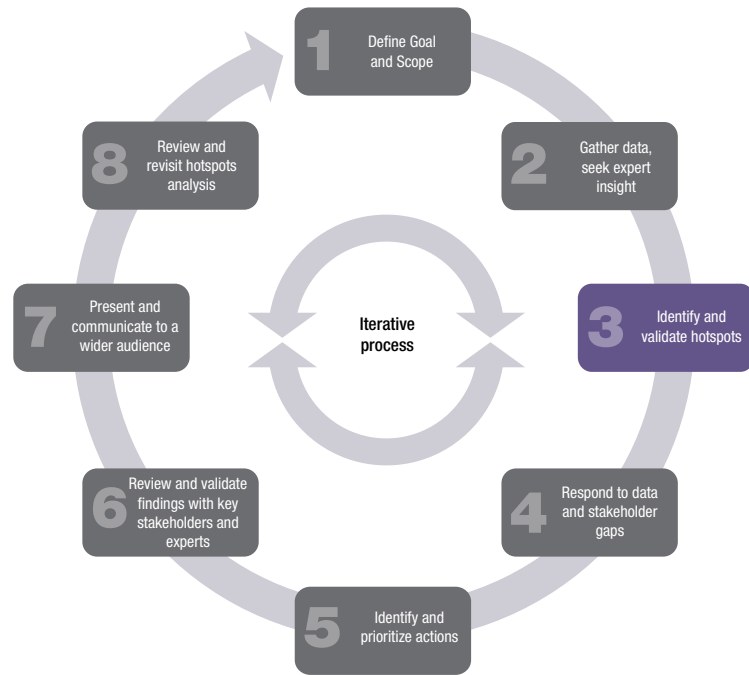 1
Define Goal
and Scope
2
Gather data,
seek expert
insight
3
Identify and
validate hotspots
4
Respond to data
and stakeholder
gaps
5
Identify and
prioritize actions
6
Review and validate
findings with key
stakeholders and
experts
7
Present and
communicate to a
wider audience
8
Review and
revisit hotspots
analysis
Iterative
process